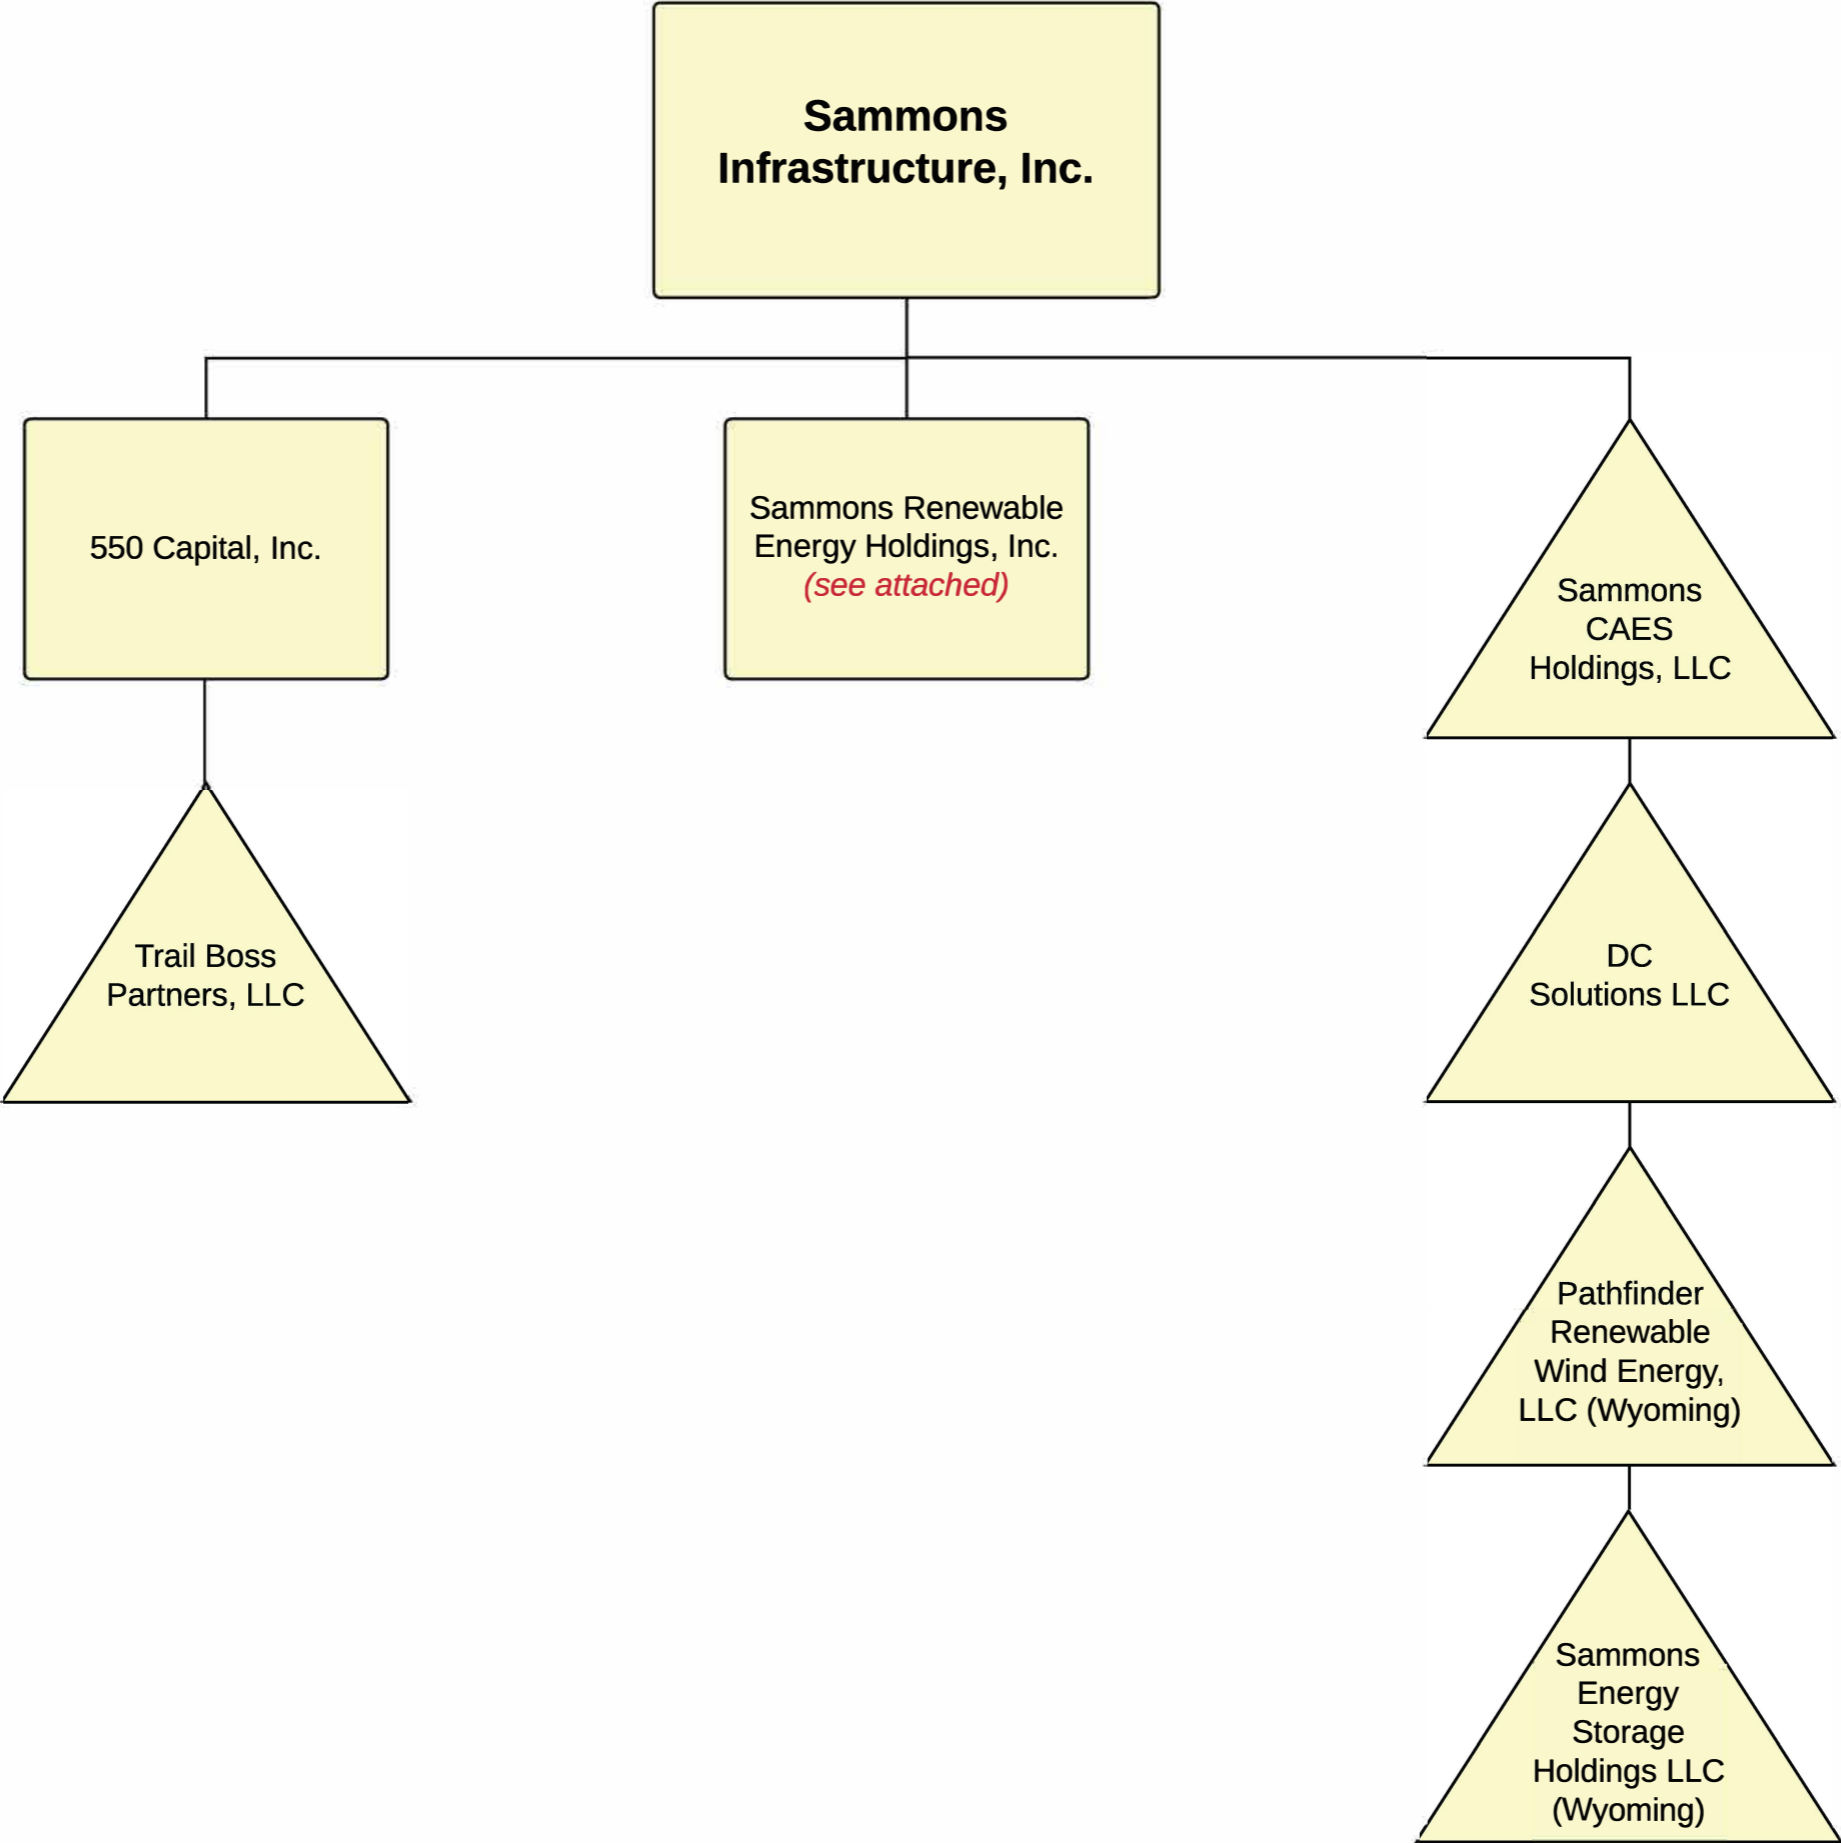 Sammons
Infrastructure, Inc.
550 Capital, Inc.
Sammons Renewable
Energy Holdings, Inc.
(see attached)
Sammons
CAES
Holdings, LLC
Trail Boss
Partners, LLC
DC
Solutions LLC
Pathfinder
Renewable
Wind Energy,
LLC (Wyoming)
Sammons
Energy
Storage
Holdings LLC
(Wyoming)